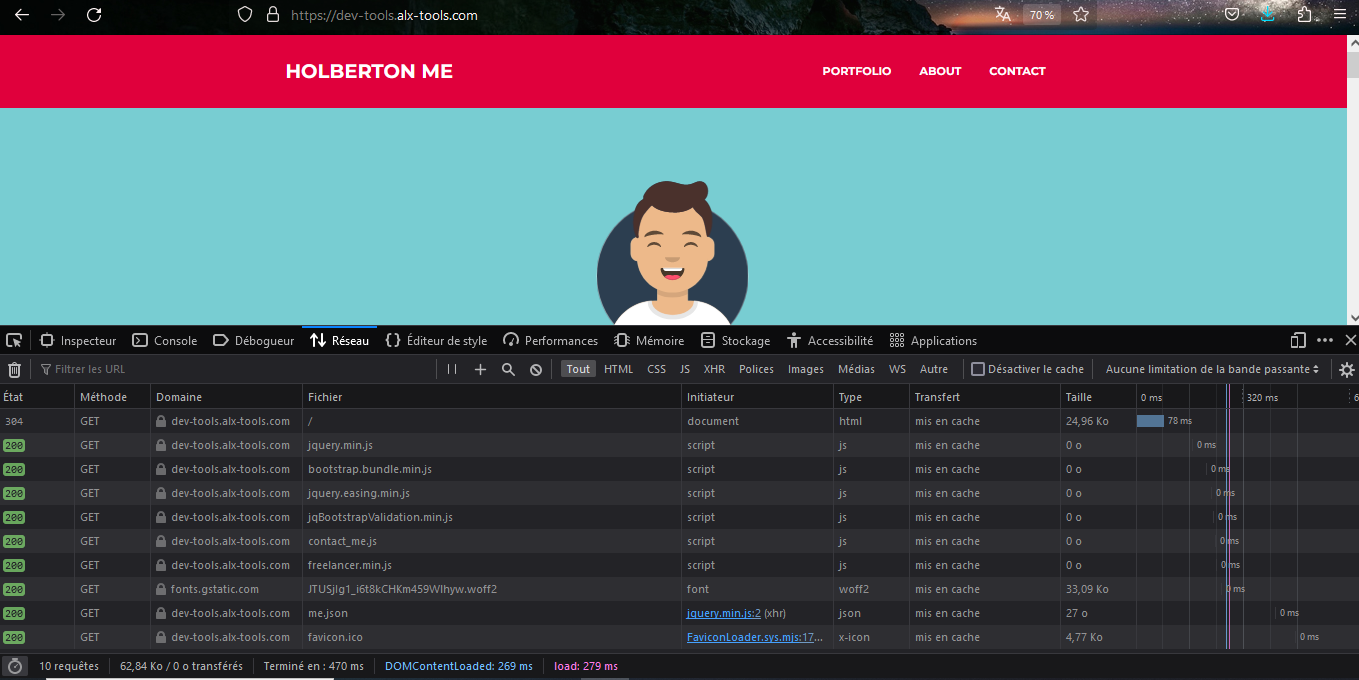 https://dev-tools.alx-tools.com 70 %
HOLBERTON ME PORTFOLIO ABOUT CONTACT
Inspecteur Console Débogueur Réseau Éditeur de style Performances Mémoire Stockage Accessibilité Applications
Filtrer les URL Tout HTML CSS JS XHR Polices Images Médias WS Autre Désactiver le cache Aucune limitation de la bande passante
État Méthode Domaine Fichier Initiateur Type Transfert Taille 0 ms 320 ms 6
304 GET dev-tools.alx-tools.com / document html mis en cache 24,96 Ko 78 ms
200 GET dev-tools.alx-tools.com jquery.min.js script js mis en cache 0 o 0 ms
200 GET dev-tools.alx-tools.com bootstrap.bundle.min.js script js mis en cache 0 o 0 ms
200 GET dev-tools.alx-tools.com jquery.easing.min.js script js mis en cache 0 o 0 ms
200 GET dev-tools.alx-tools.com jqBootstrapValidation.min.js script js mis en cache 0 o 0 ms
200 GET dev-tools.alx-tools.com contact_me.js script js mis en cache 0 o 0 ms
200 GET dev-tools.alx-tools.com freelancer.min.js script js mis en cache 0 o 0 ms
200 GET fonts.gstatic.com JTUSjIg1_i6t8kCHKm459Wlhyw.woff2 font woff2 mis en cache 33,09 Ko 0 ms
200 GET dev-tools.alx-tools.com me.json jquery.min.js:2 (xhr) json mis en cache 27 o 0 ms
200 GET dev-tools.alx-tools.com favicon.ico FaviconLoader.sys.mjs:17... x-icon mis en cache 4,77 Ko 0 ms
10 requêtes 62,84 Ko / 0 o transférés Terminé en : 470 ms DOMContentLoaded: 269 ms load: 279 ms